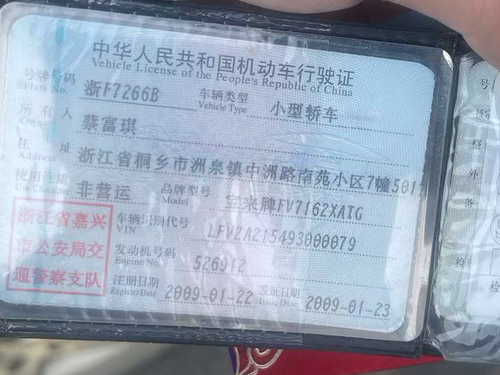 中华人民共和国机动车行驶证
Vehicle License of the People's Republic of China
号牌号码 浙F7266B 车辆类型 小型轿车
Plate No. Vehicle Type
所有人 蔡富琪
Owner
住址 浙江省桐乡市洲泉镇中洲路南苑小区7幢501
Address
使用性质 非营运 品牌型号 宝来牌FV7162XATG
Use Character Model
浙江省嘉兴
市公安局交
通警察支队
车辆识别代号 LFV2A215493000079
VIN
发动机号码 526912
Engine No.
注册日期 2009-01-22 发证日期 2009-01-23
Register Date Issue Date
号
检